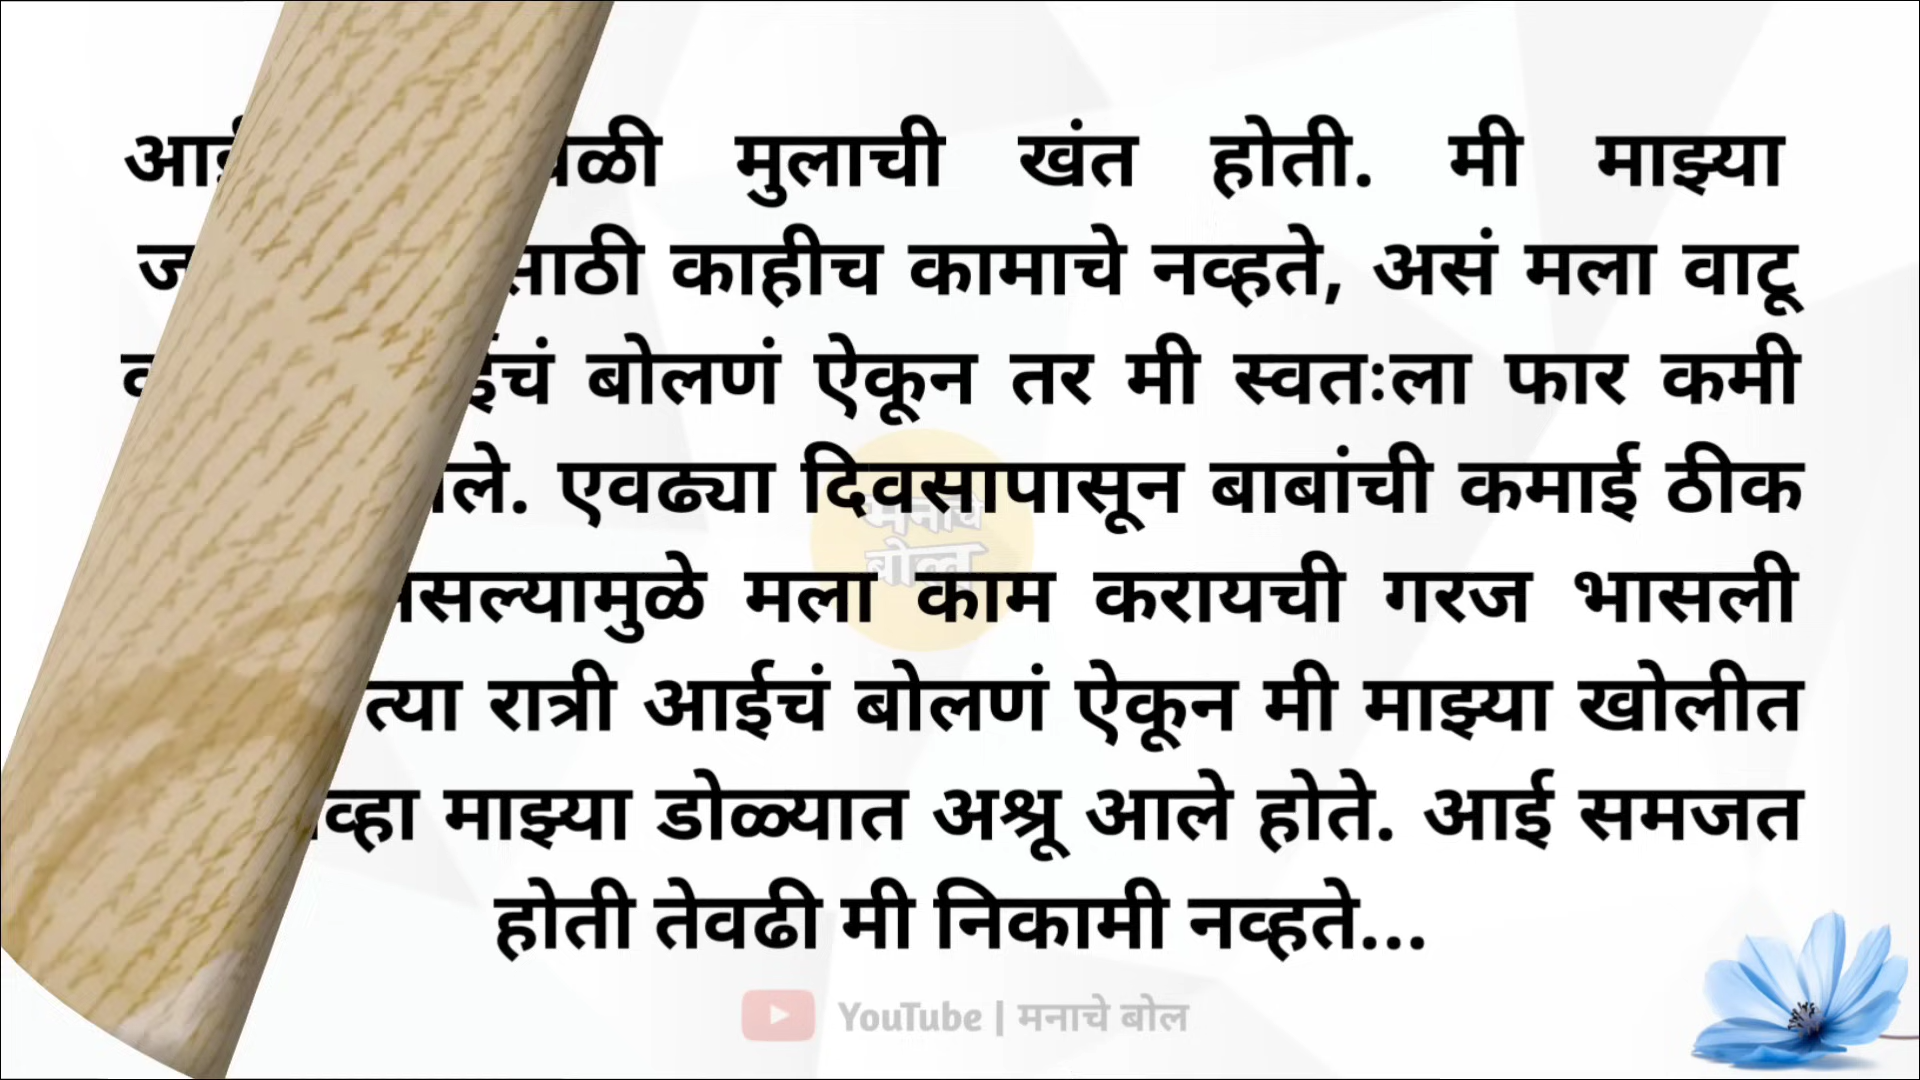 मुलाची खंत होती. मी माझ्या
काहीच कामाचे नव्हते, असं मला वाटू
बोलणं ऐकून तर मी स्वतःला फार कमी
एवढ्या दिवसापासून बाबांची कमाई ठीक
मला काम करायची गरज भासली
त्या रात्री आईचं बोलणं ऐकून मी माझ्या खोलीत
माझ्या डोळ्यात अश्रू आले होते. आई समजत
होती तेवढी मी निकामी नव्हते...
मनाचे
बोल
YouTube | मनाचे बोल